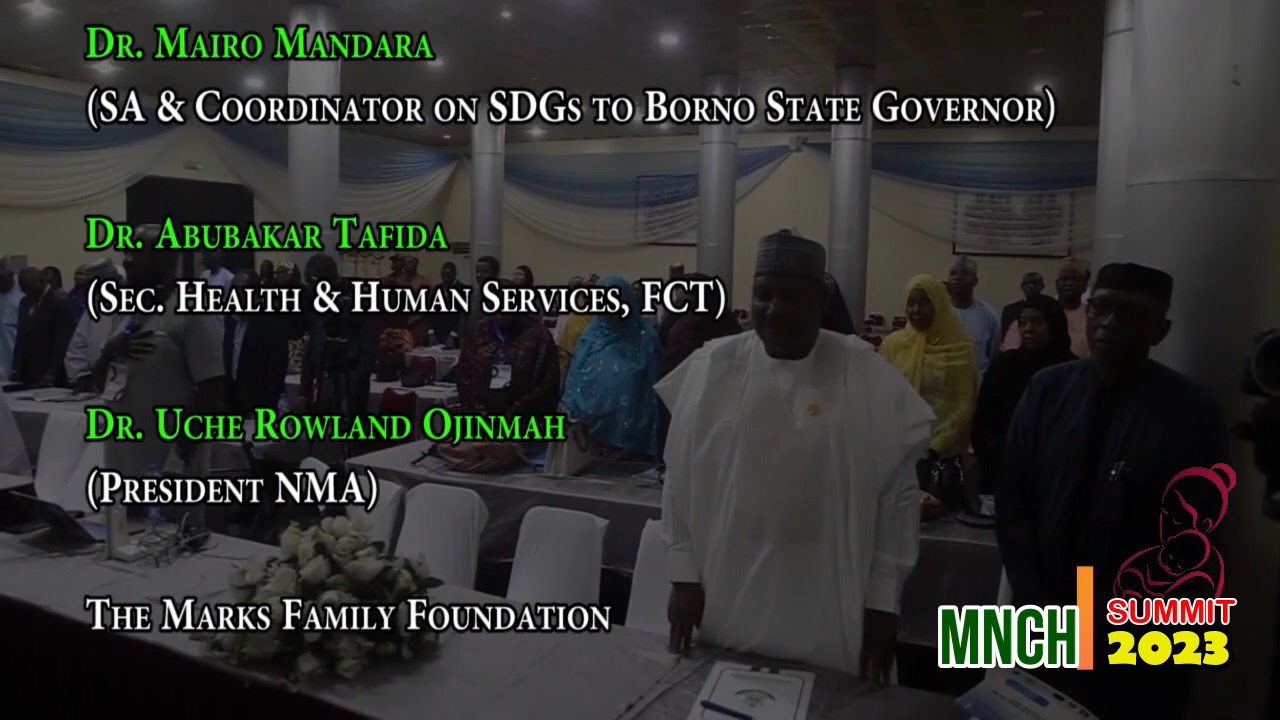 Dr. Mairo Mandara
(SA & Coordinator on SDGs to Borno State Governor)
Dr. Abubakar Tafida
(Sec. Health & Human Services, FCT)
Dr. Uche Rowland Ojinmah
(President NMA)
The Marks Family Foundation
MNCH
SUMMIT
2023